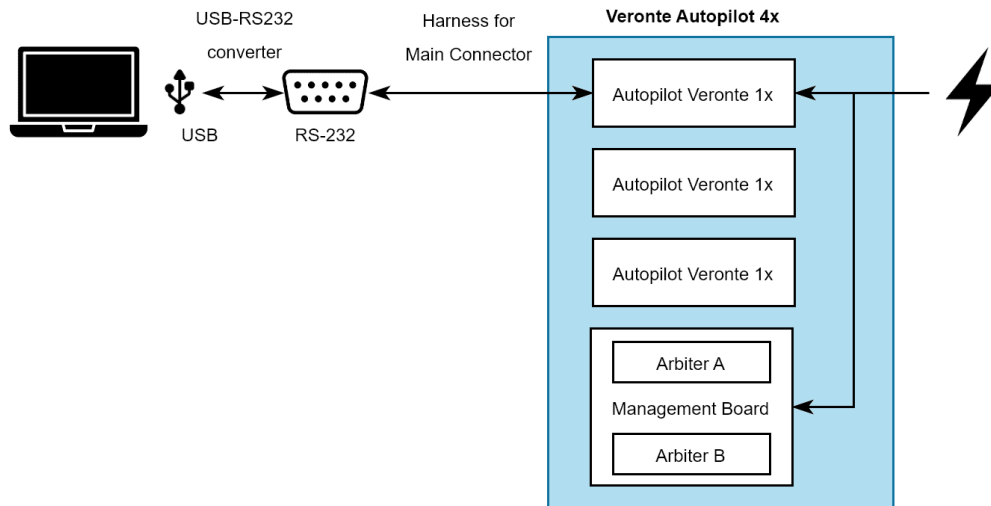 Veronte Autopilot 4x
USB-RS232
converter
Harness for
Main Connector
USB
RS-232
Autopilot Veronte 1x
Autopilot Veronte 1x
Autopilot Veronte 1x
Arbiter A
Management Board
Arbiter B